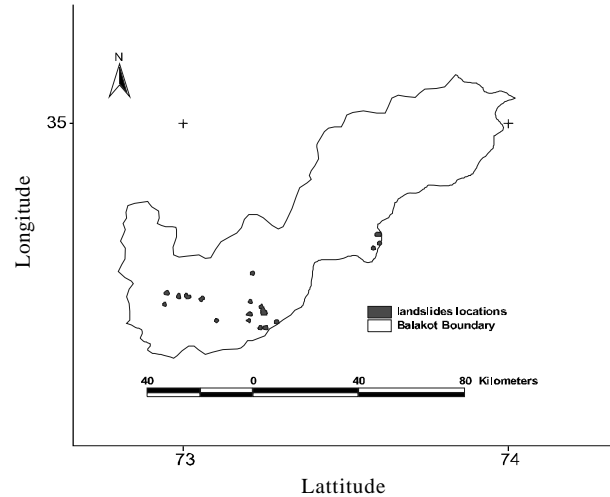 N
35
Longitude
landslides locations
Balakot Boundary
40 0 40 80 Kilometers
73 74
Lattitude